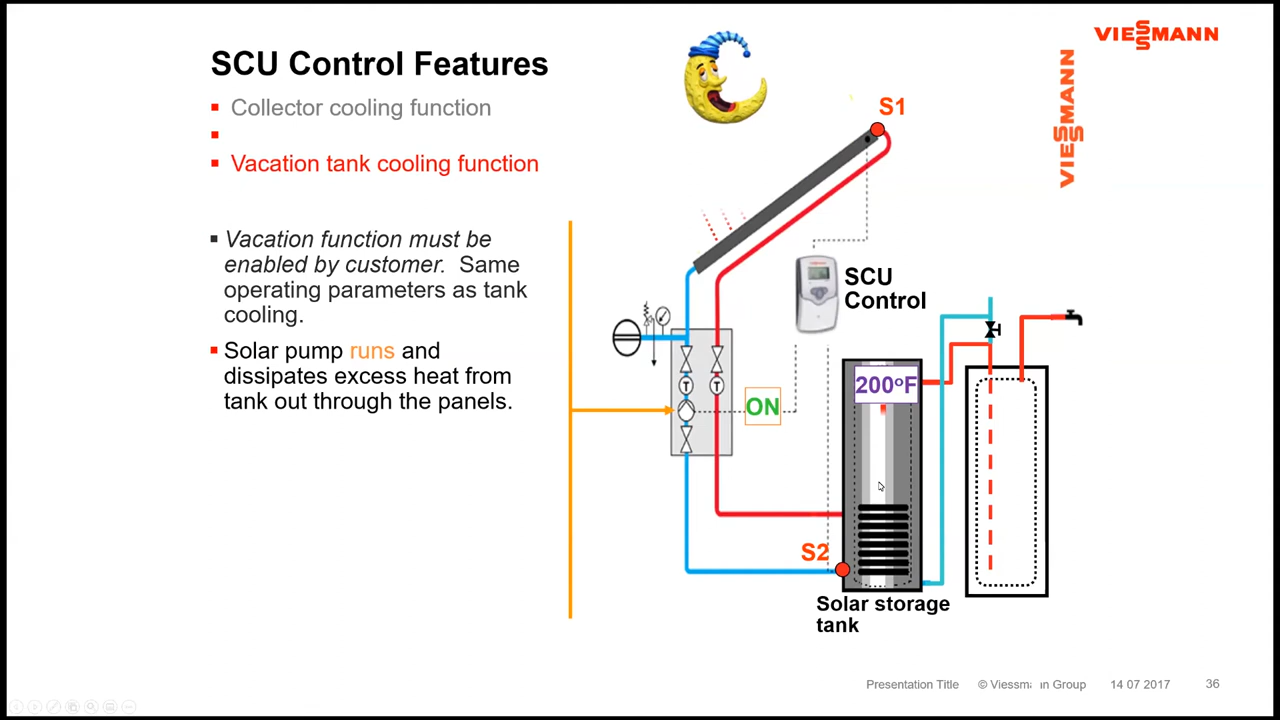 VIESSMANN
VIESSMANN
SCU Control Features
Collector cooling function
Vacation tank cooling function
Vacation function must be
enabled by customer. Same
operating parameters as tank
cooling.
Solar pump runs and
dissipates excess heat from
tank out through the panels.
S1
SCU
Control
T
T
ON
200°F
S2
Solar storage
tank
Presentation Title
© Viessmann Group
14 07 2017
36